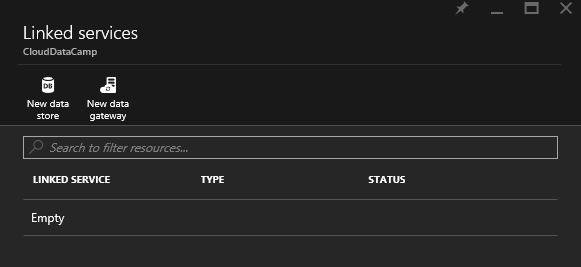 Linked services
CloudDataCamp
DB
New data
store
New data
gateway
Search to filter resources...
LINKED SERVICE TYPE STATUS
Empty